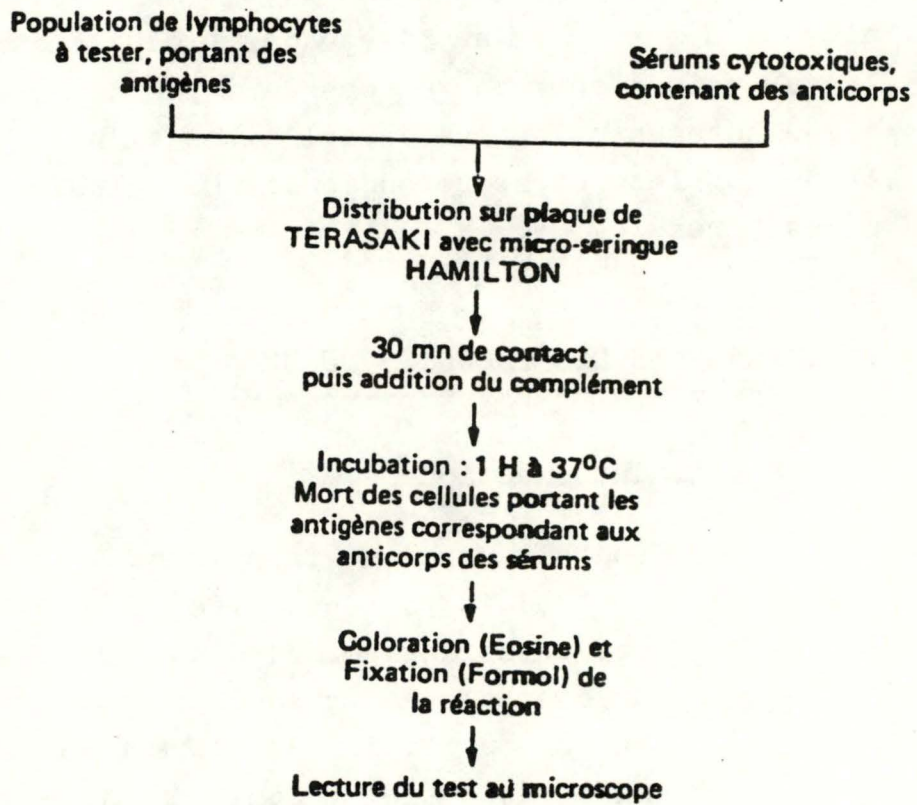 Population de lymphocytes
à tester, portant des
antigènes
Sérums cytotoxiques,
contenant des anticorps
Distribution sur plaque de
TERASAKI avec micro-seringue
HAMILTON
30 mn de contact,
puis addition du complément
Incubation : 1 H à 37°C
Mort des cellules portant les
antigènes correspondant aux
anticorps des sérums
Coloration (Eosine) et
Fixation (Formol) de
la réaction
Lecture du test au microscope